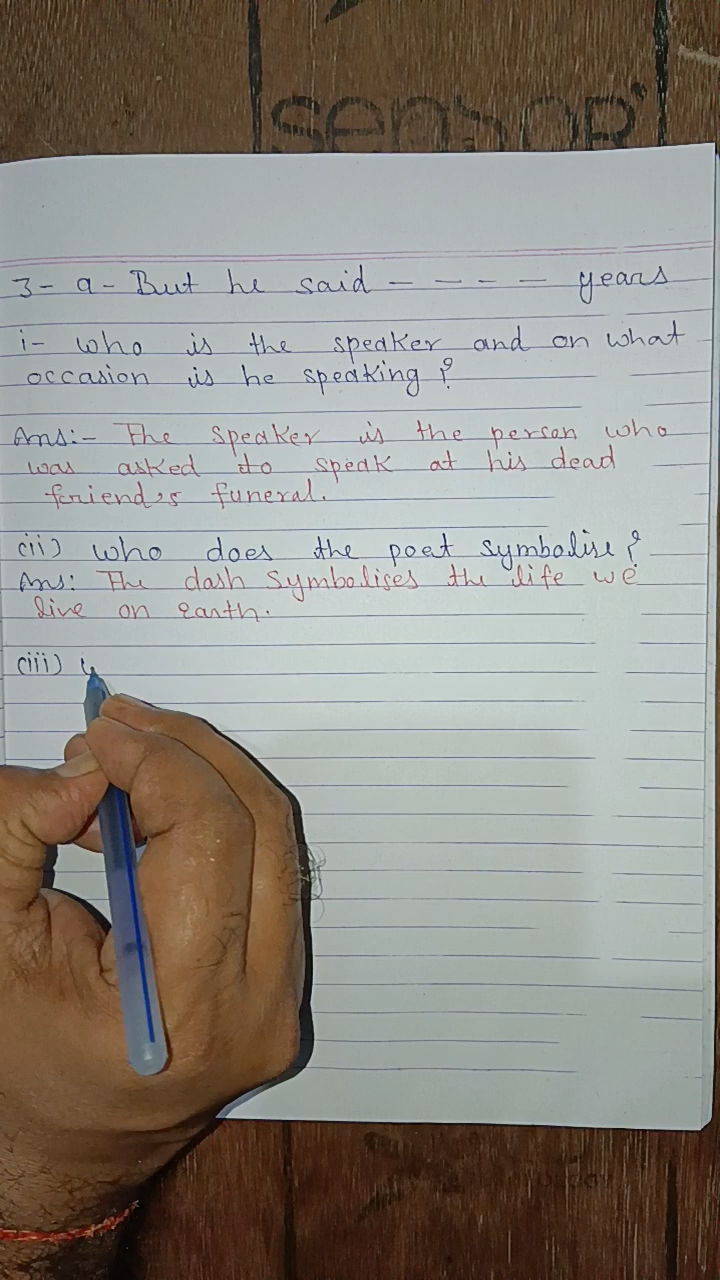 SENSOR
3- a- But he said - - - - years
i- who is the speaker and on what
occasion is he speaking ?
Ans:- The speaker is the person who
was asked to speak at his dead
friend's funeral.
(ii) who does the poet symbolise ?
Ans: The dash symbolises the life we
live on earth.
(iii)